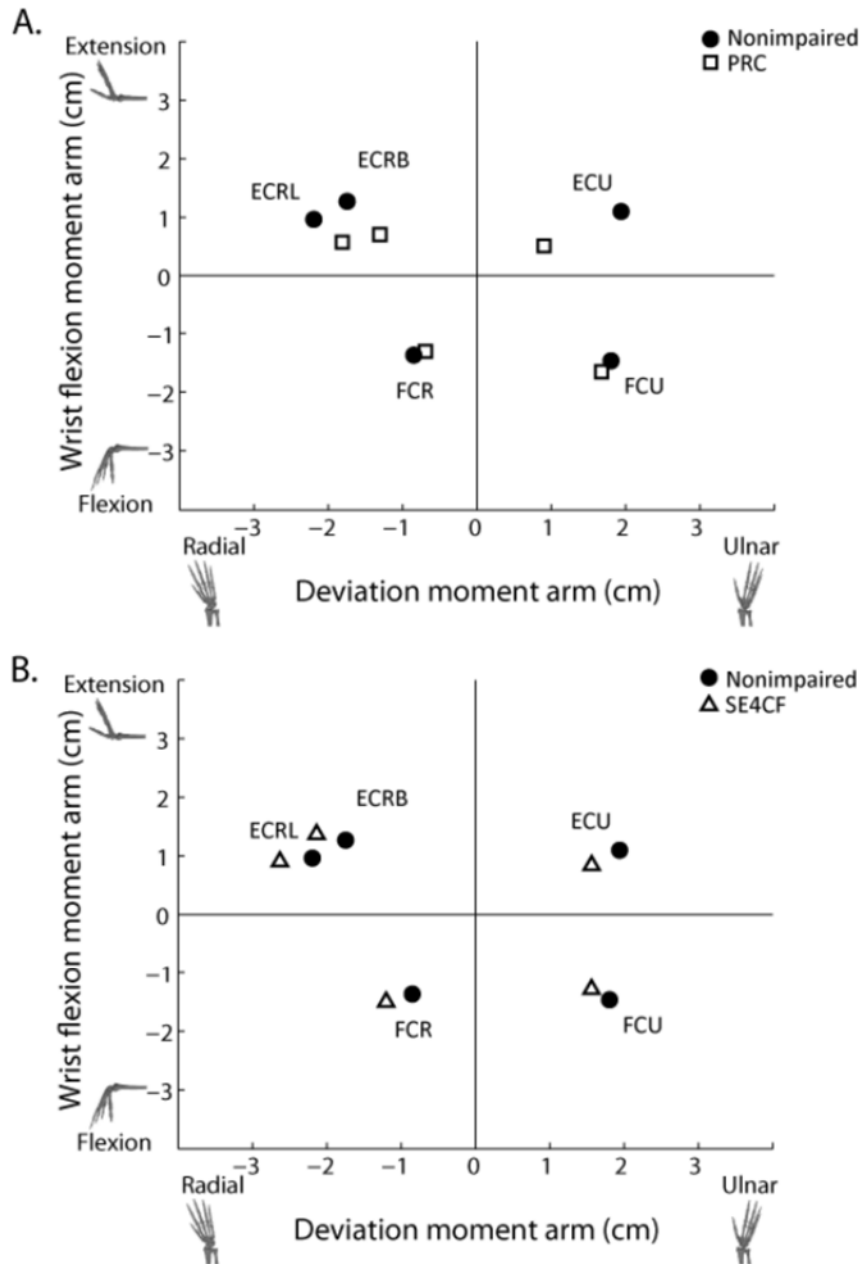 A.
Extension
Nonimpaired
PRC
Wrist flexion moment arm (cm)
3
2
1
0
−1
−2
−3
ECRB
ECRL
ECU
FCR
FCU
Flexion
−3 −2 −1 0 1 2 3
Radial Ulnar
Deviation moment arm (cm)
B.
Extension
Nonimpaired
SE4CF
Wrist flexion moment arm (cm)
3
2
1
0
−1
−2
−3
ECRB
ECRL
ECU
FCR
FCU
Flexion
−3 −2 −1 0 1 2 3
Radial Ulnar
Deviation moment arm (cm)